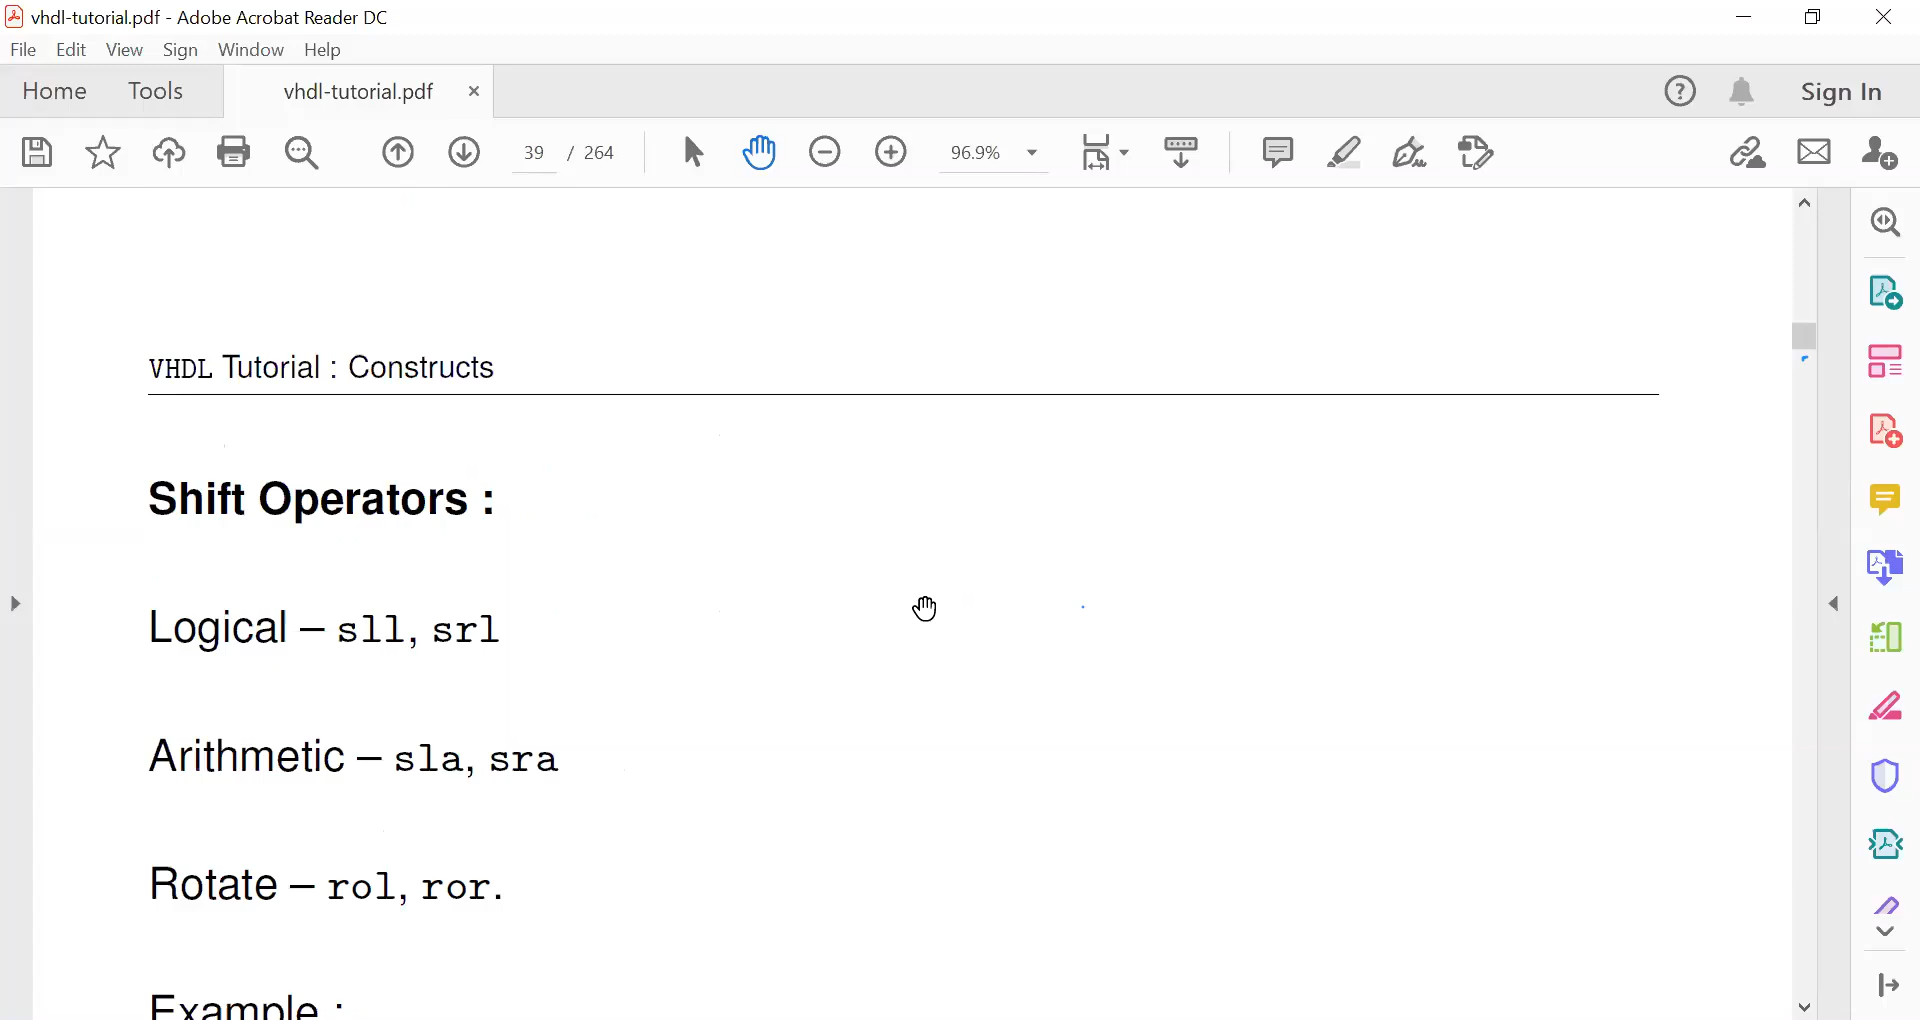 vhdl-tutorial.pdf - Adobe Acrobat Reader DC
File Edit View Sign Window Help
Home Tools vhdl-tutorial.pdf × Sign In
39 / 264 96.9%
VHDL Tutorial : Constructs
Shift Operators :
Logical – sll, srl
Arithmetic – sla, sra
Rotate – rol, ror.
Example :